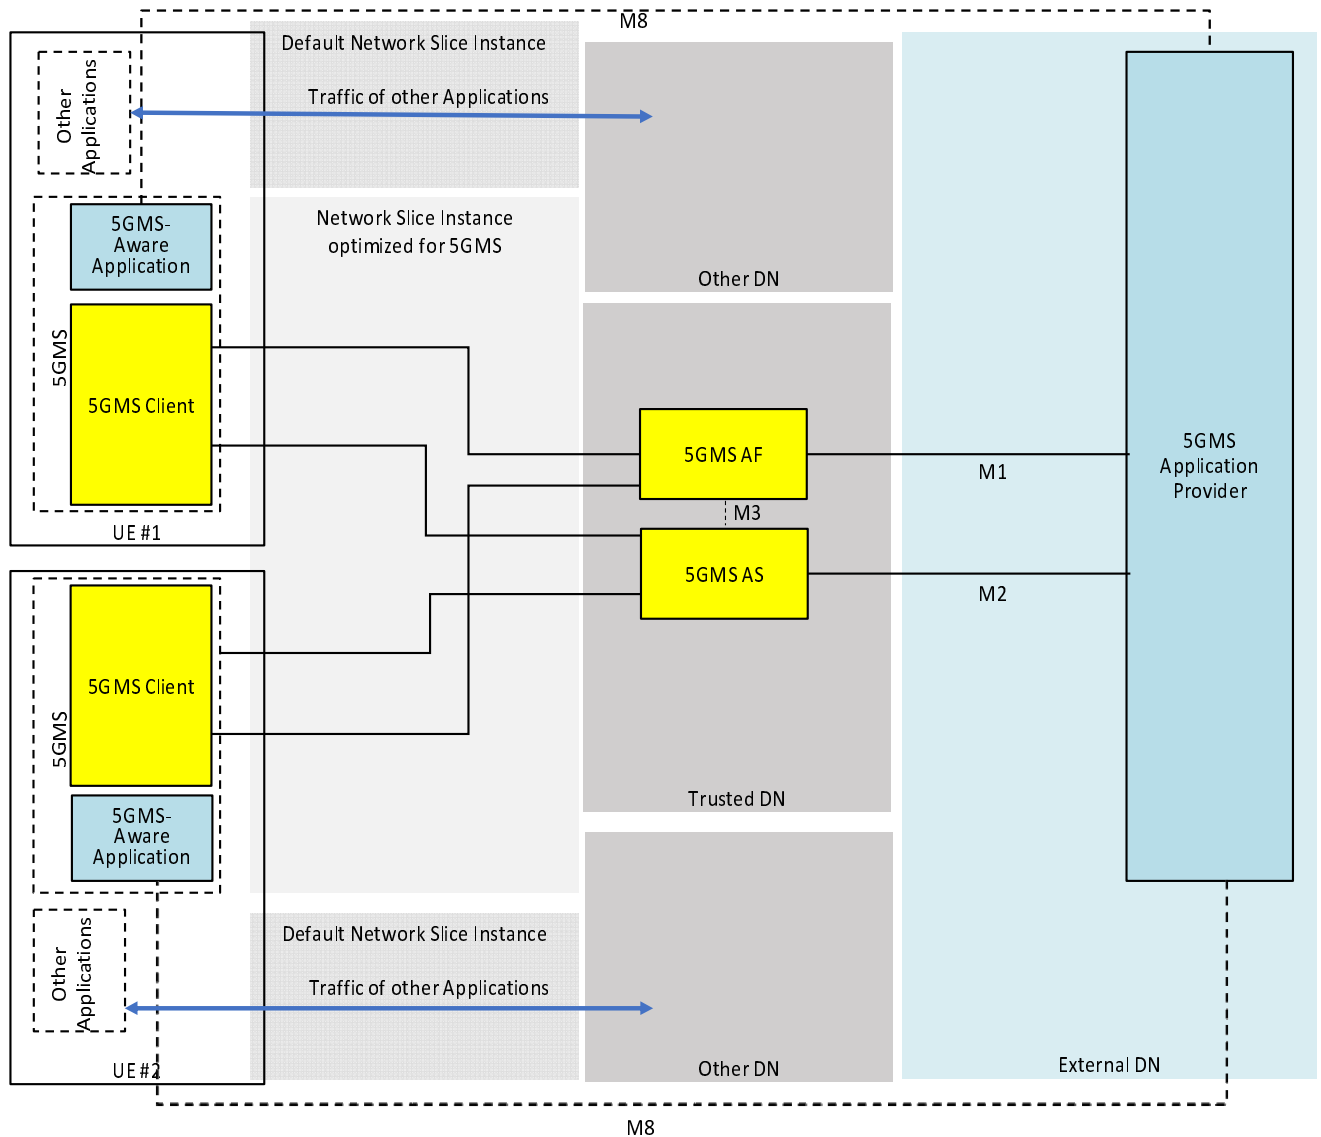 M8
Default Network Slice Instance
Traffic of other Applications
Other
Applications
5GMS-
Aware
Application
5GMS
5GMS Client
UE #1
Network Slice Instance
optimized for 5GMS
Other DN
5GMS AF
M3
5GMS AS
Trusted DN
M1
M2
5GMS
Application
Provider
5GMS Client
5GMS
5GMS-
Aware
Application
Other
Applications
UE #2
Default Network Slice Instance
Traffic of other Applications
Other DN
External DN
M8